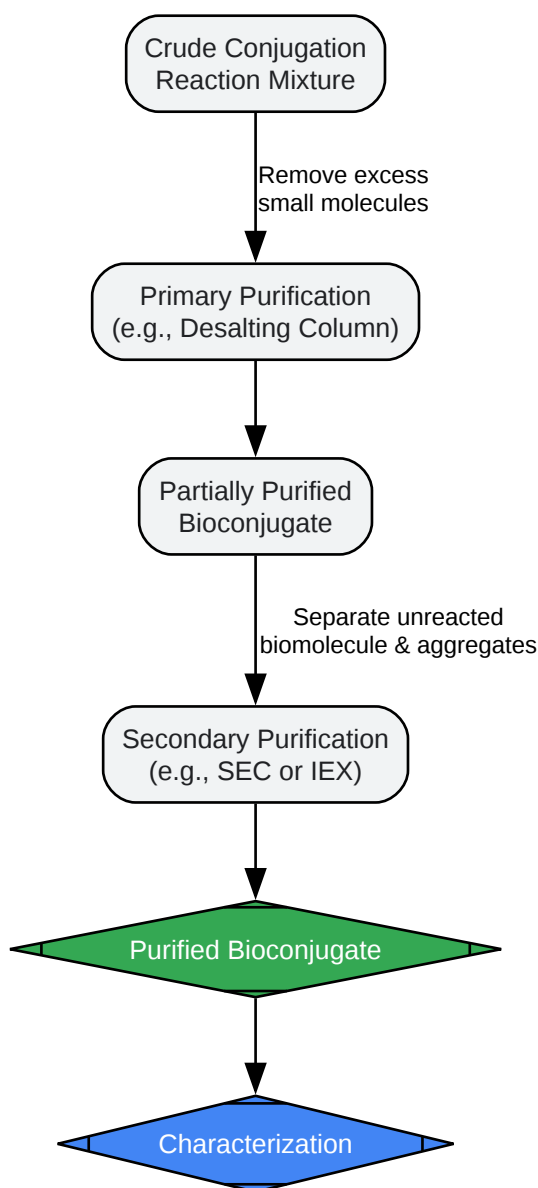 Crude Conjugation
Reaction Mixture
Remove excess
small molecules
Primary Purification
(e.g., Desalting Column)
Partially Purified
Bioconjugate
Separate unreacted
biomolecule & aggregates
Secondary Purification
(e.g., SEC or IEX)
Purified Bioconjugate
Characterization